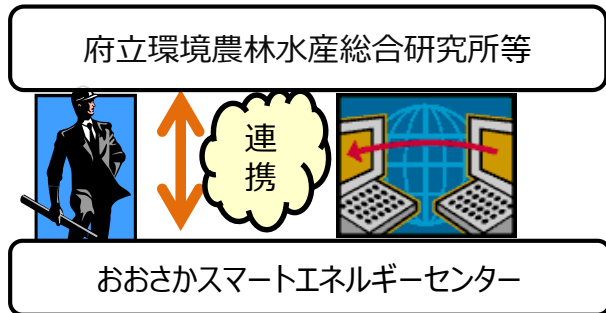 府立環境農林水産総合研究所等
連
携
おおさかスマートエネルギーセンター